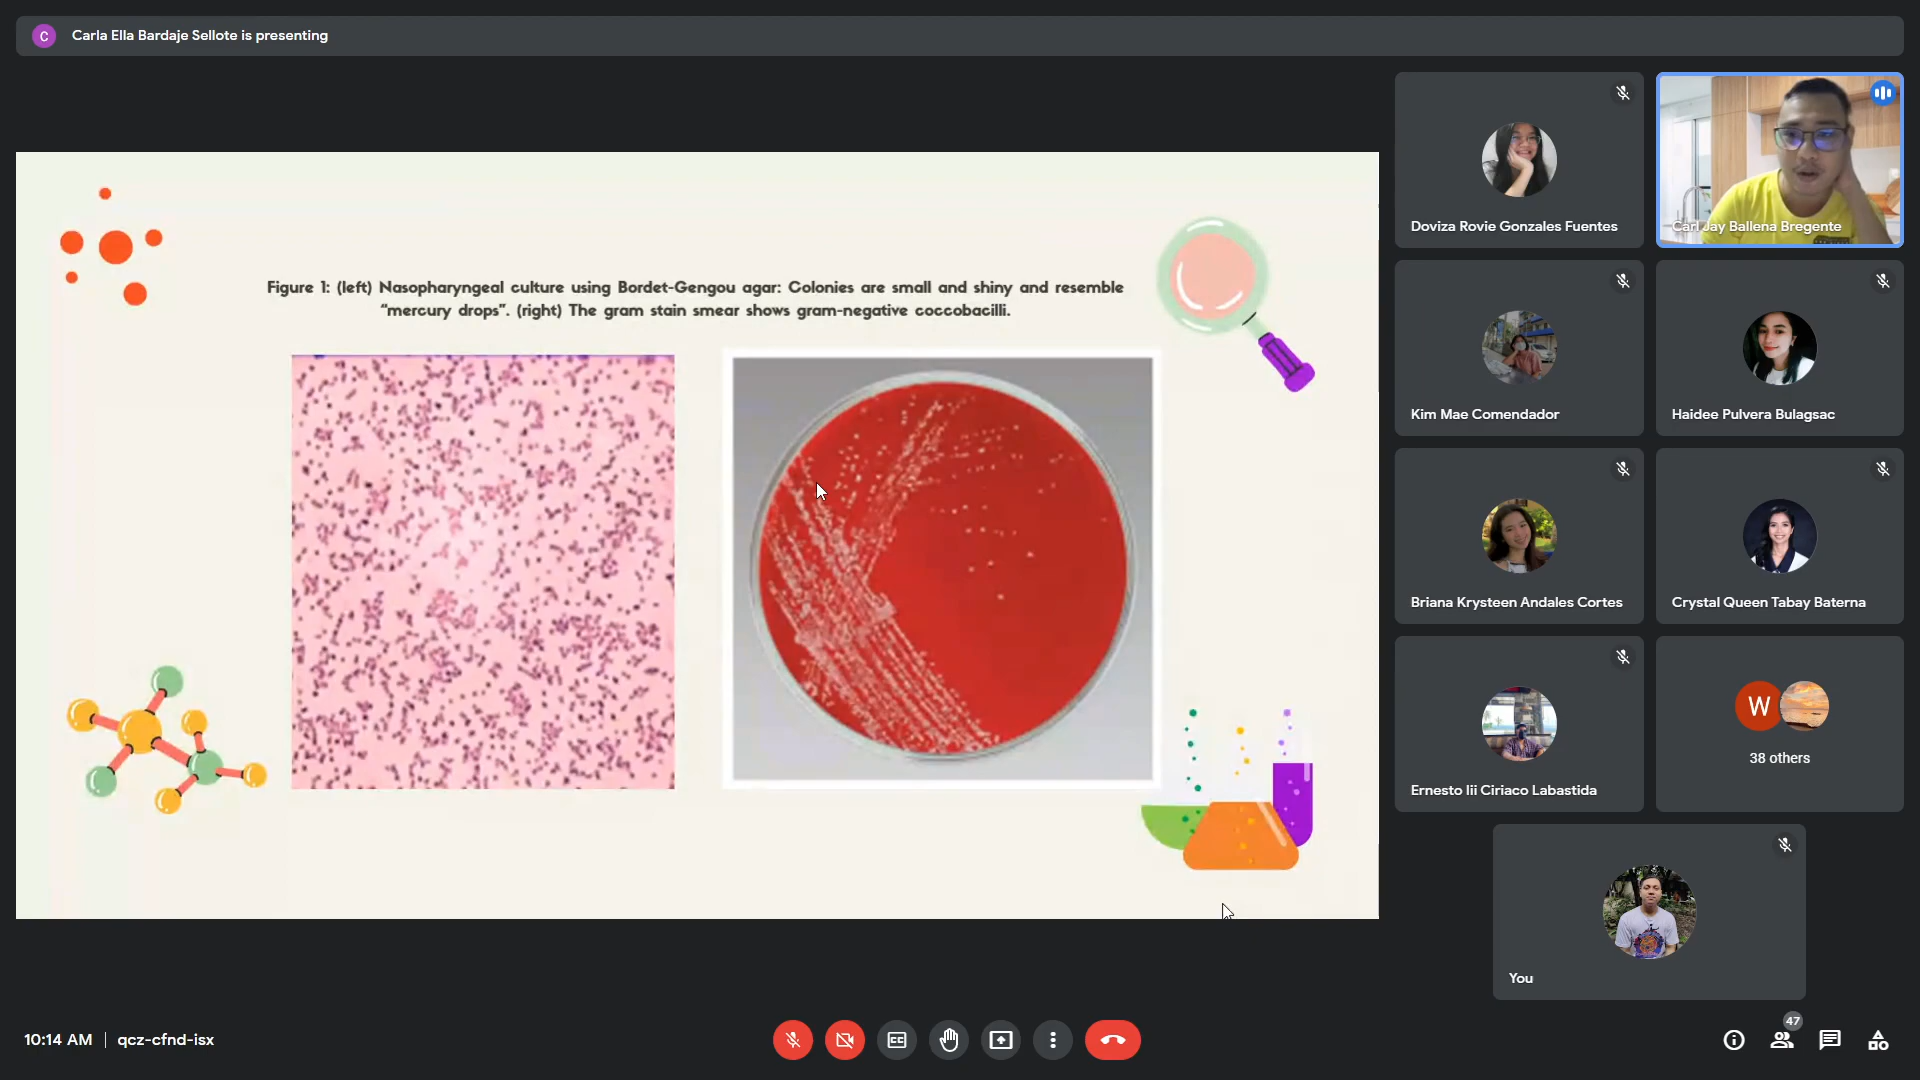 C
Carla Ella Bardaje Sellote is presenting
Figure 1: (left) Nasopharyngeal culture using Bordet-Gengou agar: Colonies are small and shiny and resemble
“mercury drops”. (right) The gram stain smear shows gram-negative coccobacilli.
Doviza Rovie Gonzales Fuentes
Carl Jay Ballena Bregente
Kim Mae Comendador
Haidee Pulvera Bulagsac
Briana Krysteen Andales Cortes
Crystal Queen Tabay Baterna
Ernesto Iii Ciriaco Labastida
W
38 others
You
10:14 AM | qcz-cfnd-isx
CC
47